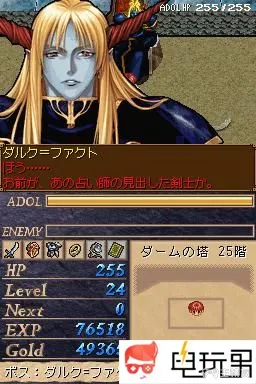 ADOL HP 255/255
ダルク=ファクト
ほう……
お前が、あの占い師の見出した剣士か。
ADOL
ENEMY
ダームの塔 25階
HP 255
Level 24
Next 0
EXP 76518
Gold 49365
ボス：ダルク=ファク
电玩男